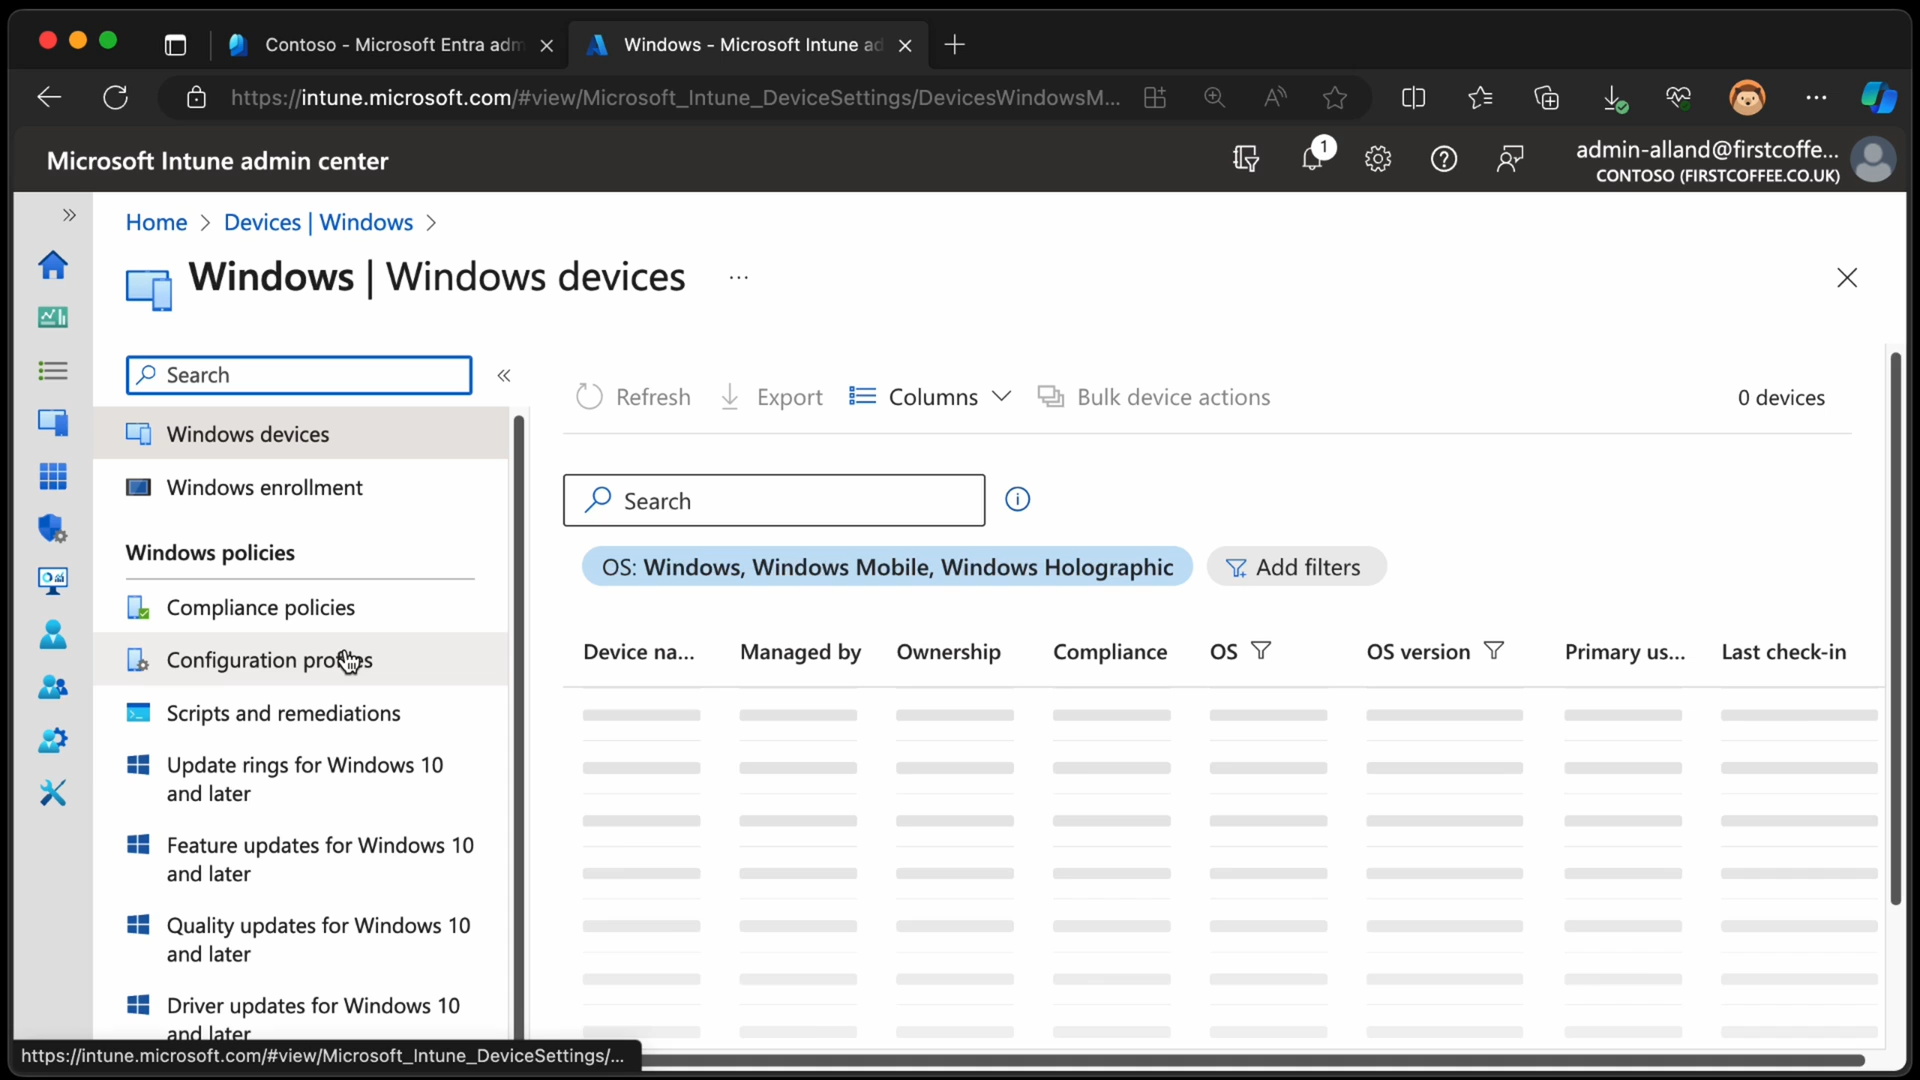 Contoso - Microsoft Entra adm
Windows - Microsoft Intune ad
https://intune.microsoft.com/#view/Microsoft_Intune_DeviceSettings/DevicesWindowsM...
Microsoft Intune admin center
1
admin-alland@firstcoffe...
CONTOSO (FIRSTCOFFEE.CO.UK)
Home > Devices | Windows >
Windows | Windows devices ...
Search
Windows devices
Windows enrollment
Windows policies
Compliance policies
Configuration profiles
Scripts and remediations
Update rings for Windows 10
and later
Feature updates for Windows 10
and later
Quality updates for Windows 10
and later
Driver updates for Windows 10
and later
Refresh Export Columns Bulk device actions 0 devices
Search
OS: Windows, Windows Mobile, Windows Holographic Add filters
Device na... Managed by Ownership Compliance OS OS version Primary us... Last check-in
https://intune.microsoft.com/#view/Microsoft_Intune_DeviceSettings/...